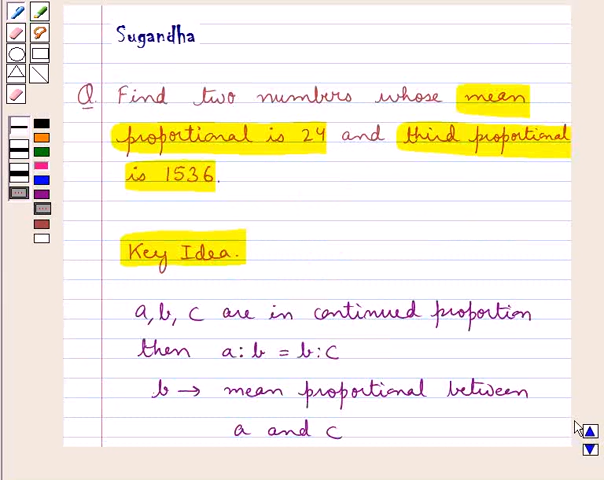 Sugandha
Q. Find two numbers whose mean
proportional is 24 and third proportional
is 1536.
Key Idea.
a, b, c are in continued proportion
then a : b = b : c
b → mean proportional between
a and c